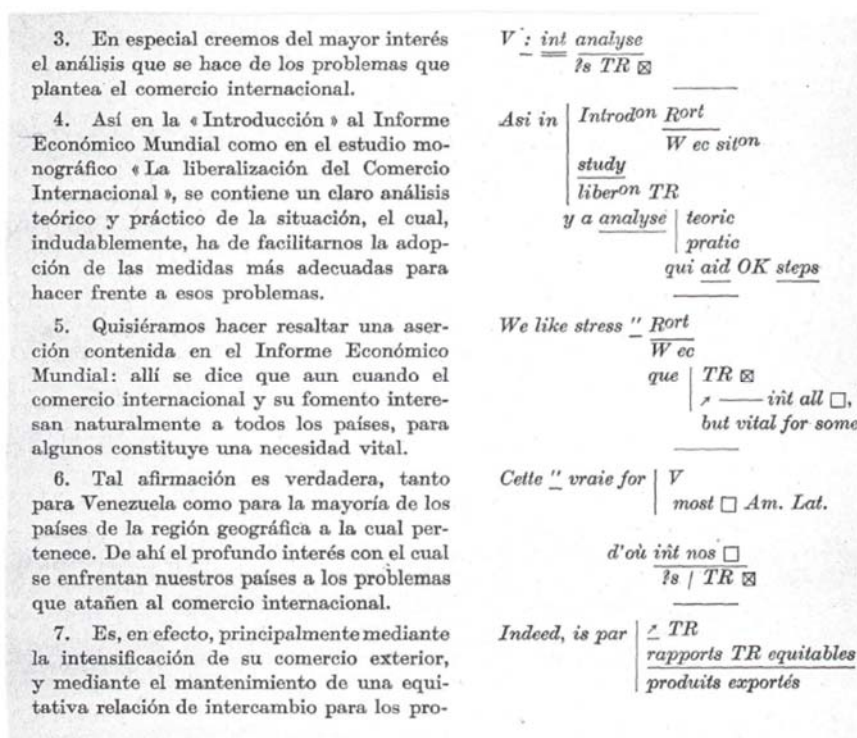 3. En especial creemos del mayor interés
el análisis que se hace de los problemas que
plantea el comercio internacional.
4. Así en la « Introducción » al Informe
Económico Mundial como en el estudio mo-
nográfico « La liberalización del Comercio
Internacional », se contiene un claro análisis
teórico y práctico de la situación, el cual,
indudablemente, ha de facilitarnos la adop-
ción de las medidas más adecuadas para
hacer frente a esos problemas.
5. Quisiéramos hacer resaltar una aser-
ción contenida en el Informe Económico
Mundial: allí se dice que aun cuando el
comercio internacional y su fomento intere-
san naturalmente a todos los países, para
algunos constituye una necesidad vital.
6. Tal afirmación es verdadera, tanto
para Venezuela como para la mayoría de los
países de la región geográfica a la cual per-
tenece. De ahí el profundo interés con el cual
se enfrentan nuestros países a los problemas
que atañen al comercio internacional.
7. Es, en efecto, principalmente mediante
la intensificación de su comercio exterior,
y mediante el mantenimiento de una equi-
tativa relación de intercambio para los pro-
V : int analyse
?s TR ⊠
Asi in Introdon Rort
W ec siton
study
liberon TR
y a analyse teoric
pratic
qui aid OK steps
We like stress " Rort
W ec
que TR ⊠
↗ — int all □,
but vital for some
Cette " vraie for V
most □ Am. Lat.
d'où int nos □
?s / TR ⊠
Indeed, is par ↗ TR
rapports TR equitables
produits exportés